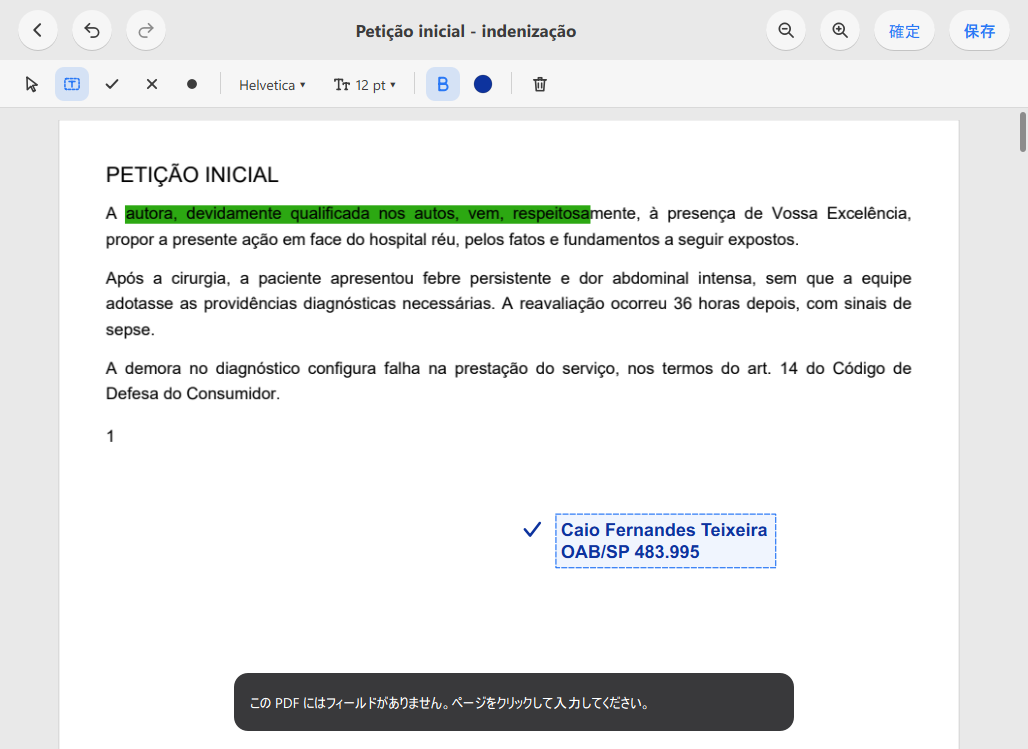 Petição inicial - indenização
確定
保存
Helvetica
12 pt
B
PETIÇÃO INICIAL
A autora, devidamente qualificada nos autos, vem, respeitosamente, à presença de Vossa Excelência,
propor a presente ação em face do hospital réu, pelos fatos e fundamentos a seguir expostos.
Após a cirurgia, a paciente apresentou febre persistente e dor abdominal intensa, sem que a equipe
adotasse as providências diagnósticas necessárias. A reavaliação ocorreu 36 horas depois, com sinais de
sepse.
A demora no diagnóstico configura falha na prestação do serviço, nos termos do art. 14 do Código de
Defesa do Consumidor.
1
Caio Fernandes Teixeira
OAB/SP 483.995
この PDF にはフィールドがありません。ページをクリックして入力してください。